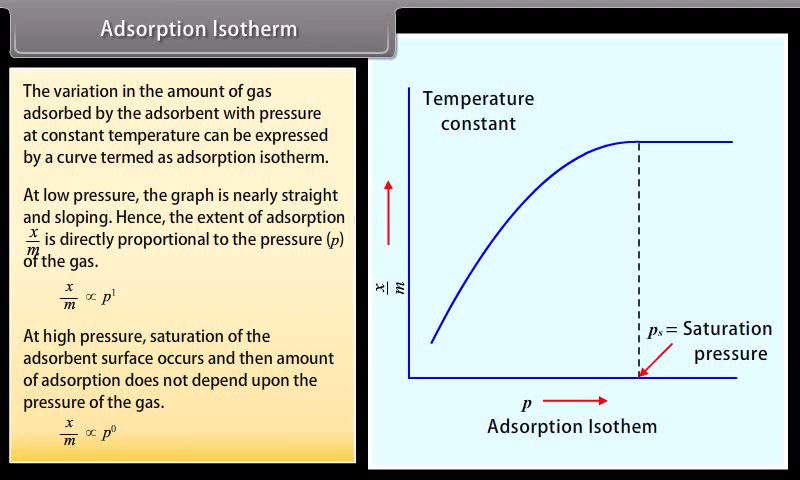 Adsorption Isotherm
The variation in the amount of gas
adsorbed by the adsorbent with pressure
at constant temperature can be expressed
by a curve termed as adsorption isotherm.
At low pressure, the graph is nearly straight
and sloping. Hence, the extent of adsorption
x/m is directly proportional to the pressure (p)
of the gas.
x/m ∝ p¹
At high pressure, saturation of the
adsorbent surface occurs and then amount
of adsorption does not depend upon the
pressure of the gas.
x/m ∝ p⁰
Temperature
constant
x/m
pₛ = Saturation
pressure
p
Adsorption Isothem